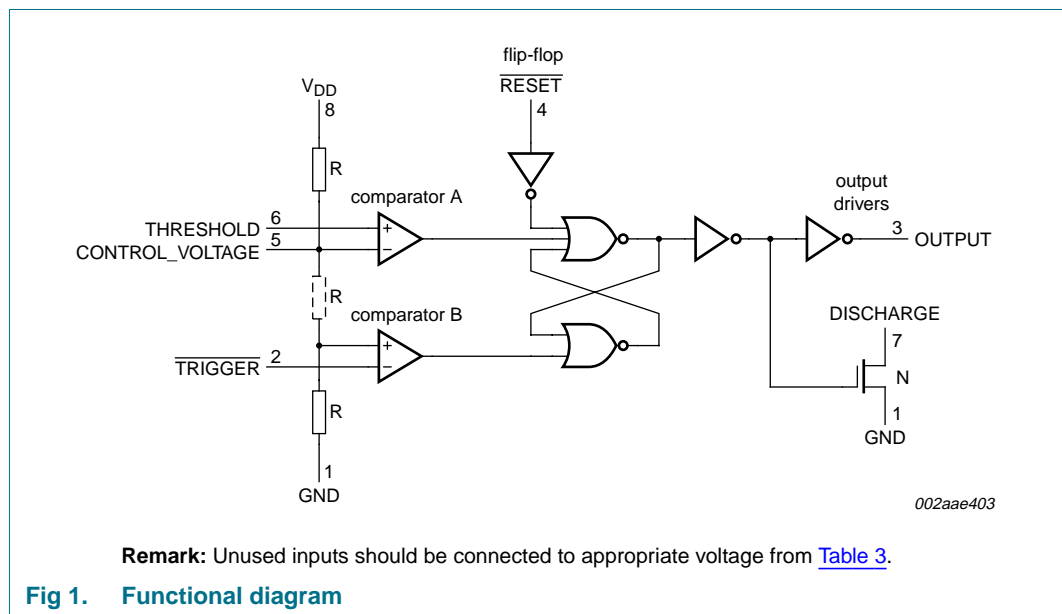 flip-flop
RESET
4
VDD
8
R
comparator A
output
drivers
THRESHOLD
6
+
3
OUTPUT
CONTROL_VOLTAGE
5
−
R
comparator B
DISCHARGE
7
+
TRIGGER
2
−
N
R
1
GND
1
GND
002aae403
Remark: Unused inputs should be connected to appropriate voltage from Table 3.
Fig 1. Functional diagram